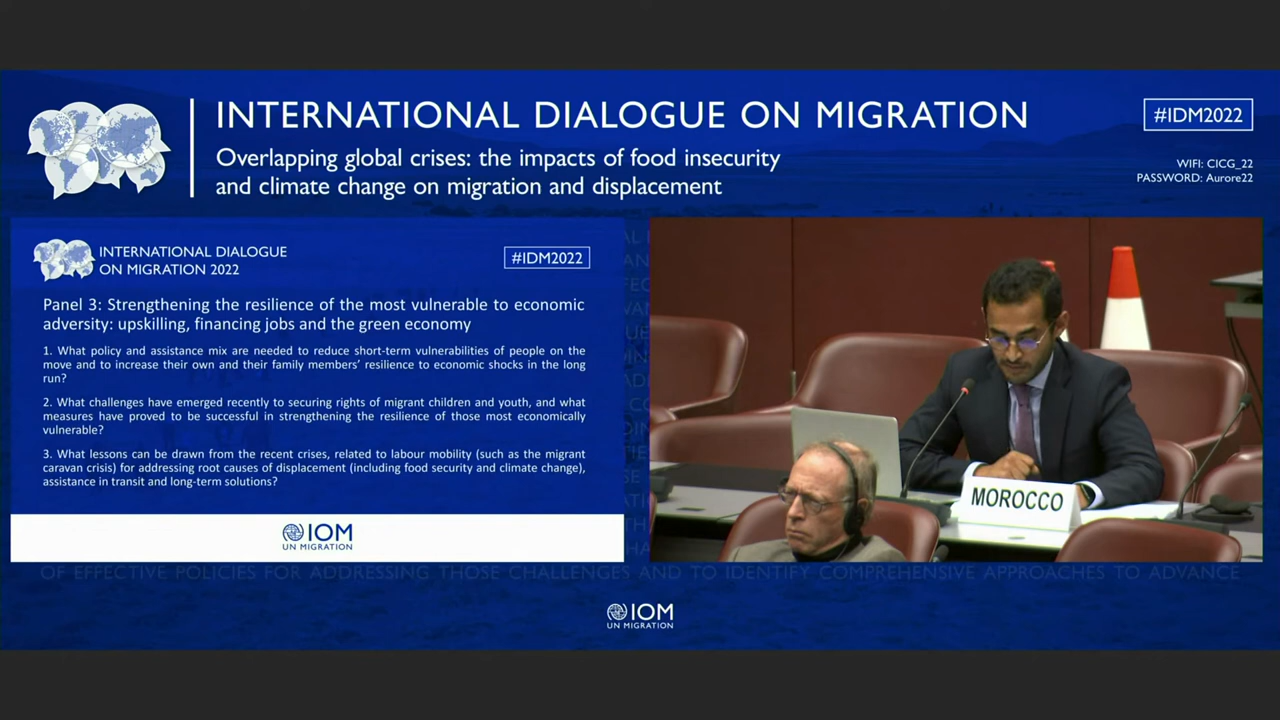 INTERNATIONAL DIALOGUE ON MIGRATION
Overlapping global crises: the impacts of food insecurity
and climate change on migration and displacement
#IDM2022
WIFI: CICG_22
PASSWORD: Aurore22
INTERNATIONAL DIALOGUE
ON MIGRATION 2022
#IDM2022
Panel 3: Strengthening the resilience of the most vulnerable to economic
adversity: upskilling, financing jobs and the green economy
1. What policy and assistance mix are needed to reduce short-term vulnerabilities of people on the
move and to increase their own and their family members' resilience to economic shocks in the long
run?
2. What challenges have emerged recently to securing rights of migrant children and youth, and what
measures have proved to be successful in strengthening the resilience of those most economically
vulnerable?
3. What lessons can be drawn from the recent crises, related to labour mobility (such as the migrant
caravan crisis) for addressing root causes of displacement (including food security and climate change),
assistance in transit and long-term solutions?
IOM
UN MIGRATION
MOROCCO
OF EFFECTIVE POLICIES FOR ADDRESSING THOSE CHALLENGES AND TO IDENTIFY COMPREHENSIVE APPROACHES TO ADVANCE
IOM
UN MIGRATION